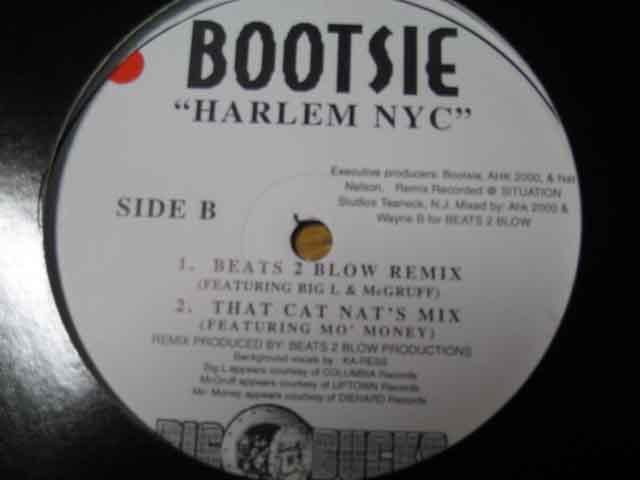 BOOTSIE
"HARLEM NYC"
Executive producers: Bootsie, AHK 2000, & Nat
Nelson. Remix Recorded @ SITUATION
Studios Teaneck, N.J. Mixed by: Ahk 2000 &
Wayne B for BEATS 2 BLOW
SIDE B
1. BEATS 2 BLOW REMIX
(FEATURING BIG L & McGRUFF)
2. THAT CAT NAT'S MIX
(FEATURING MO' MONEY)
REMIX PRODUCED BY: BEATS 2 BLOW PRODUCTIONS
Background vocals by : KA-RESS
Big L appears courtesy of COLUMBIA Records
McGruff appears courtesy of UPTOWN Records
Mo' Money appears courtesy of DIEHARD Records
BIG BUCKS